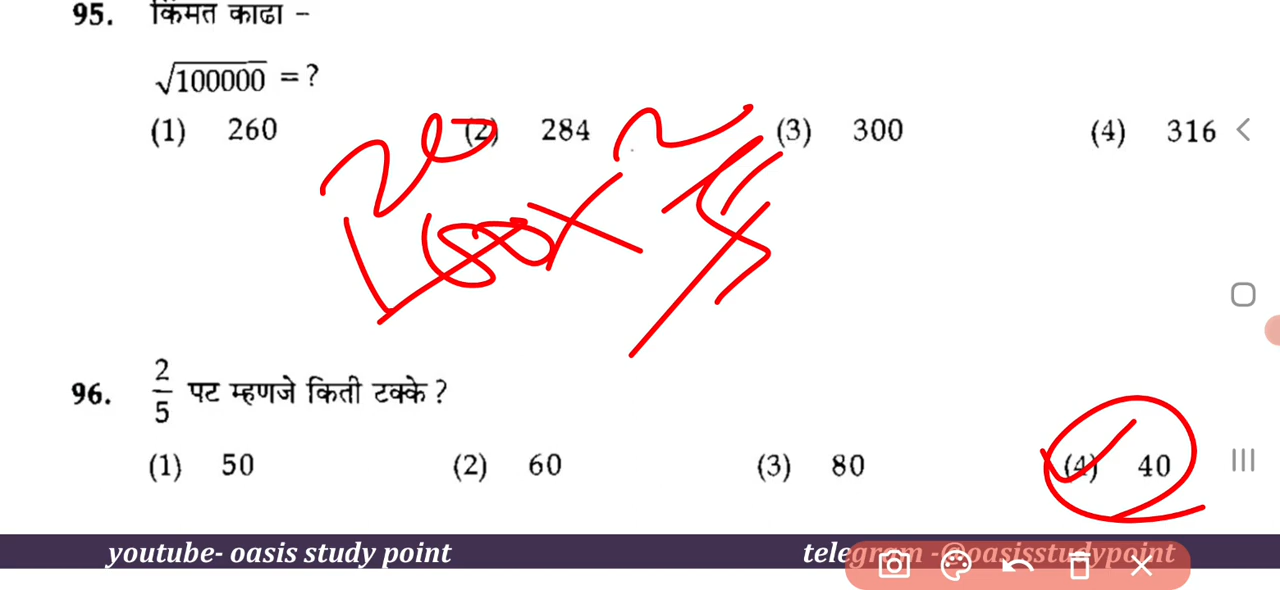 95. किंमत काढा –
√100000 = ?
(1) 260 (2) 284 (3) 300 (4) 316
96. 2/5 पट म्हणजे किती टक्के ?
(1) 50 (2) 60 (3) 80 (4) 40
youtube- oasis study point telegram -@oasisstudypoint